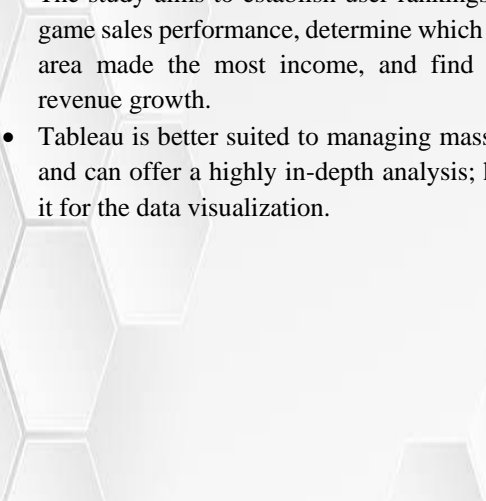 The study aims to establish user rankings
game sales performance, determine which
area made the most income, and find
revenue growth.
• Tableau is better suited to managing mass
and can offer a highly in-depth analysis;
it for the data visualization.